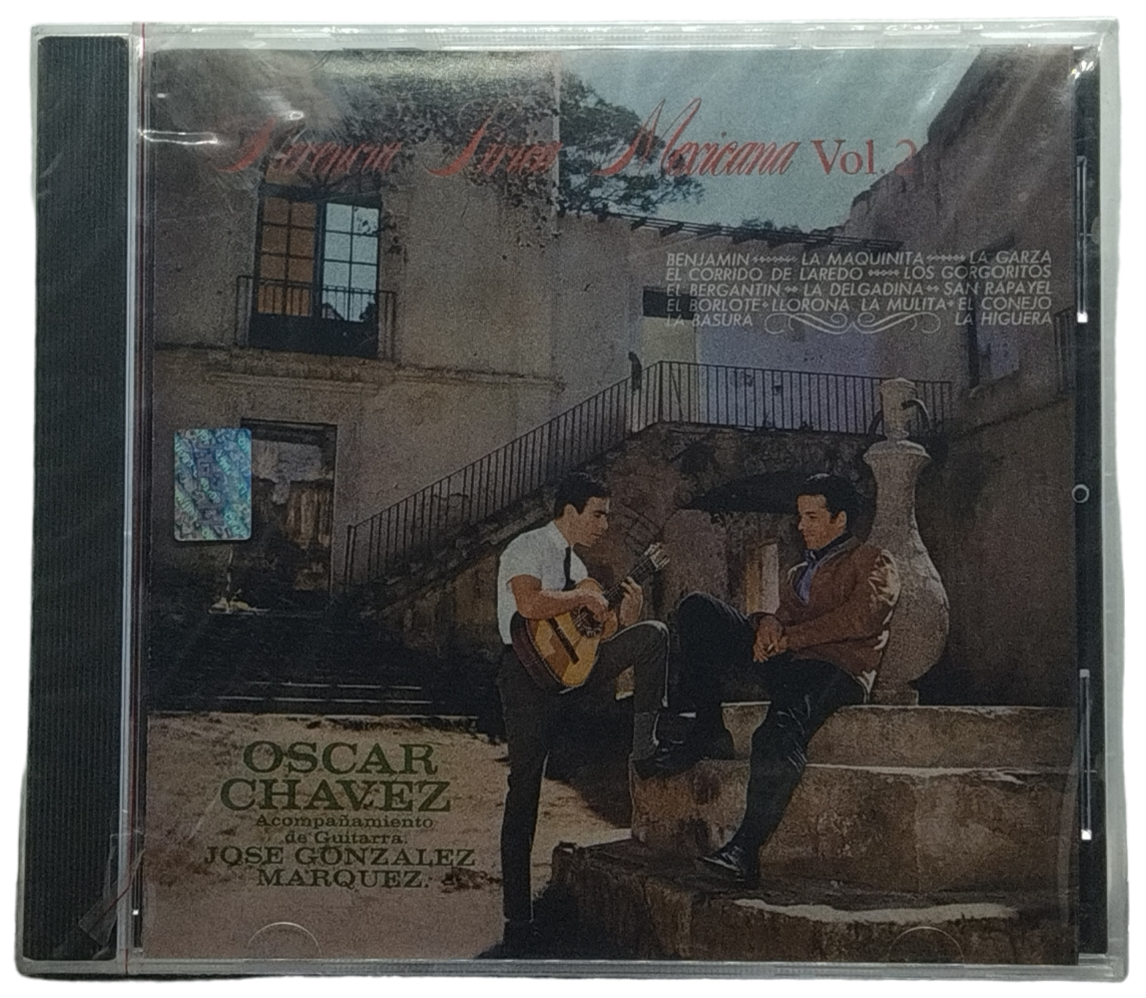 Herencia Lírica Mexicana Vol. 2
BENJAMIN LA MAQUINITA LA GARZA
EL CORRIDO DE LAREDO LOS GORGORITOS
EL BERGANTIN LA DELGADINA SAN RAPAYEL
EL BORLOTE LLORONA LA MULITA EL CONEJO
LA BASURA LA HIGUERA
OSCAR
CHAVEZ
Acompañamiento
de Guitarra.
JOSE GONZALEZ
MARQUEZ.